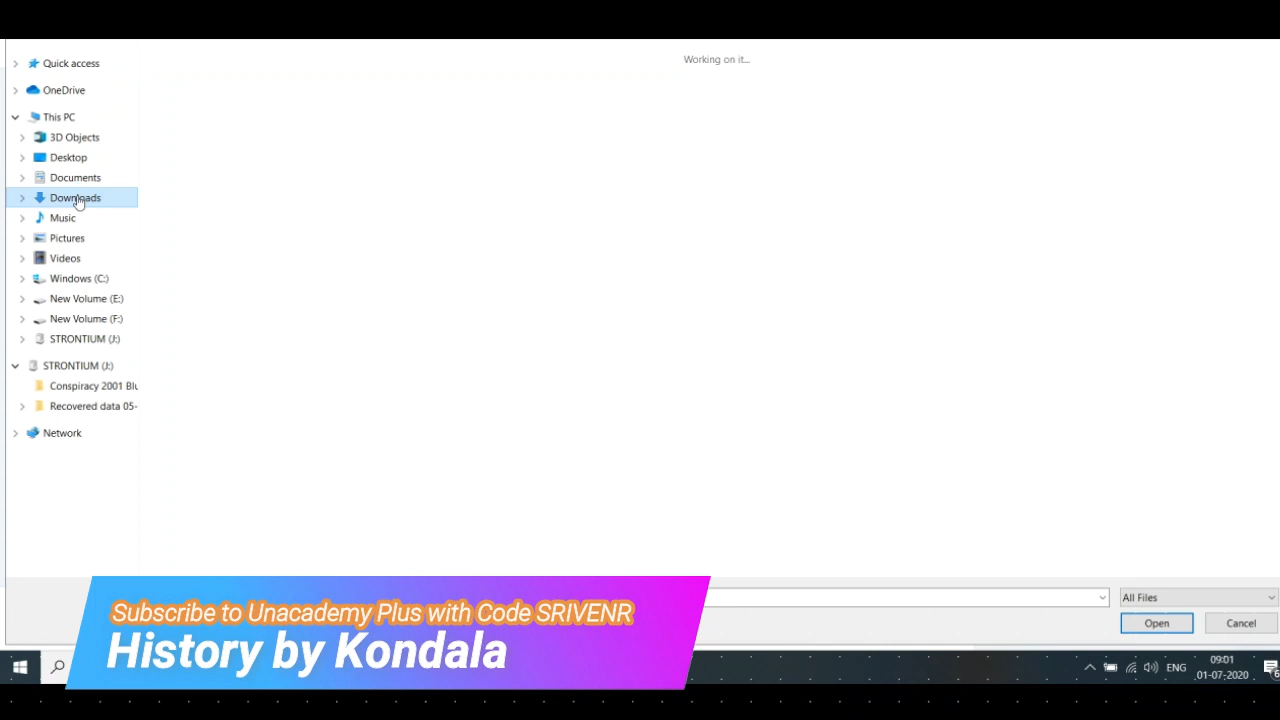 Quick access
Working on it...
OneDrive
This PC
3D Objects
Desktop
Documents
Downloads
Music
Pictures
Videos
Windows (C:)
New Volume (E:)
New Volume (F:)
STRONTIUM (J:)
STRONTIUM (J:)
Conspiracy 2001 Blu
Recovered data 05-
Network
All Files
Open
Cancel
Subscribe to Unacademy Plus with Code SRIVENR
History by Kondala
ENG
09:01
01-07-2020
6